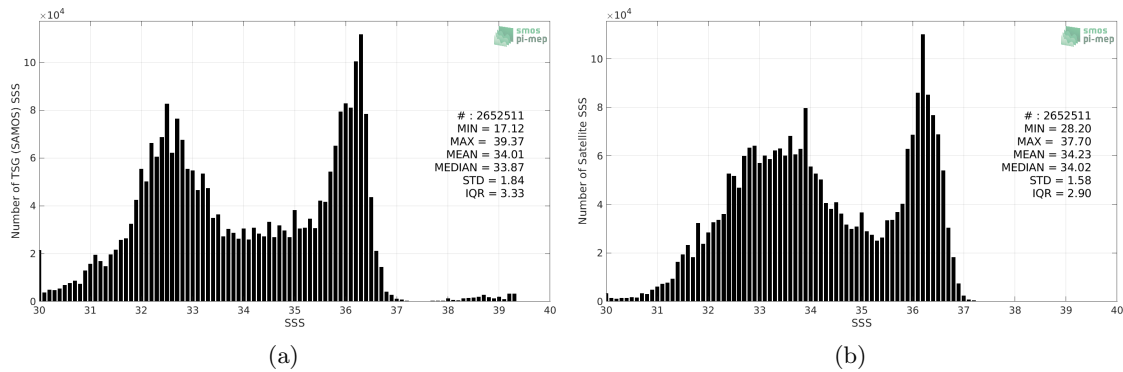 ×10⁴
10
8
6
4
2
0
Number of TSG (SAMOS) SSS
30 31 32 33 34 35 36 37 38 39 40
SSS
smos
pi-mep
# : 2652511
MIN = 17.12
MAX = 39.37
MEAN = 34.01
MEDIAN = 33.87
STD = 1.84
IQR = 3.33
(a)
×10⁴
10
8
6
4
2
0
Number of Satellite SSS
30 31 32 33 34 35 36 37 38 39 40
SSS
smos
pi-mep
# : 2652511
MIN = 28.20
MAX = 37.70
MEAN = 34.23
MEDIAN = 34.02
STD = 1.58
IQR = 2.90
(b)